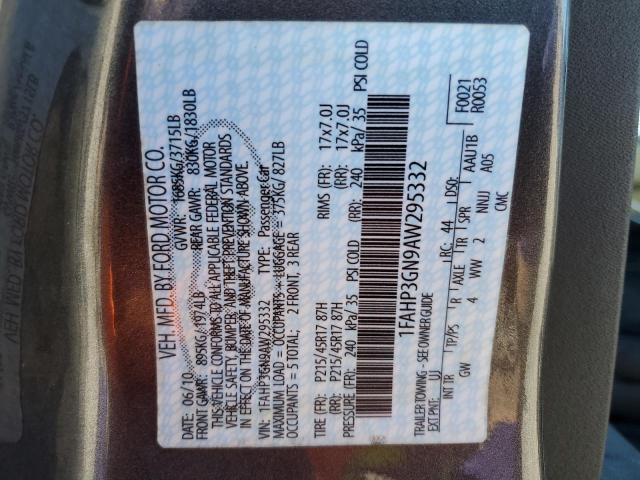 VEH. MFD. BY FORD MOTOR CO.
DATE: 06/10 GVWR: 1685KG/3715LB
FRONT GAWR: 895KG/1974LB REAR GAWR: 830KG/1830LB
THIS VEHICLE CONFORMS TO ALL APPLICABLE FEDERAL MOTOR
VEHICLE SAFETY, BUMPER, AND THEFT PREVENTION STANDARDS
IN EFFECT ON THE DATE OF MANUFACTURE SHOWN ABOVE.
VIN: 1FAHP3GN9AW295332 TYPE: Passenger Car
MAXIMUM LOAD = OCCUPANTS + LUGGAGE = 375KG/ 827LB
OCCUPANTS = 5 TOTAL: 2 FRONT, 3 REAR
TIRE (FR): P215/45R17 87H RIMS (FR): 17x7.0J
(RR): P215/45R17 87H (RR): 17x7.0J
PRESSURE (FR): 240 kPa/ 35 PSI COLD (RR): 240 kPa/ 35 PSI COLD
1FAHP3GN9AW295332
TRAILER TOWING - SEE OWNER GUIDE F0021
EXT PNT: UJ RC: 44 DSO: R0053
INT TR TP/PS R AXLE TR SPR AAU1B
GW 4 WW 2 NNJJ A05
CMC